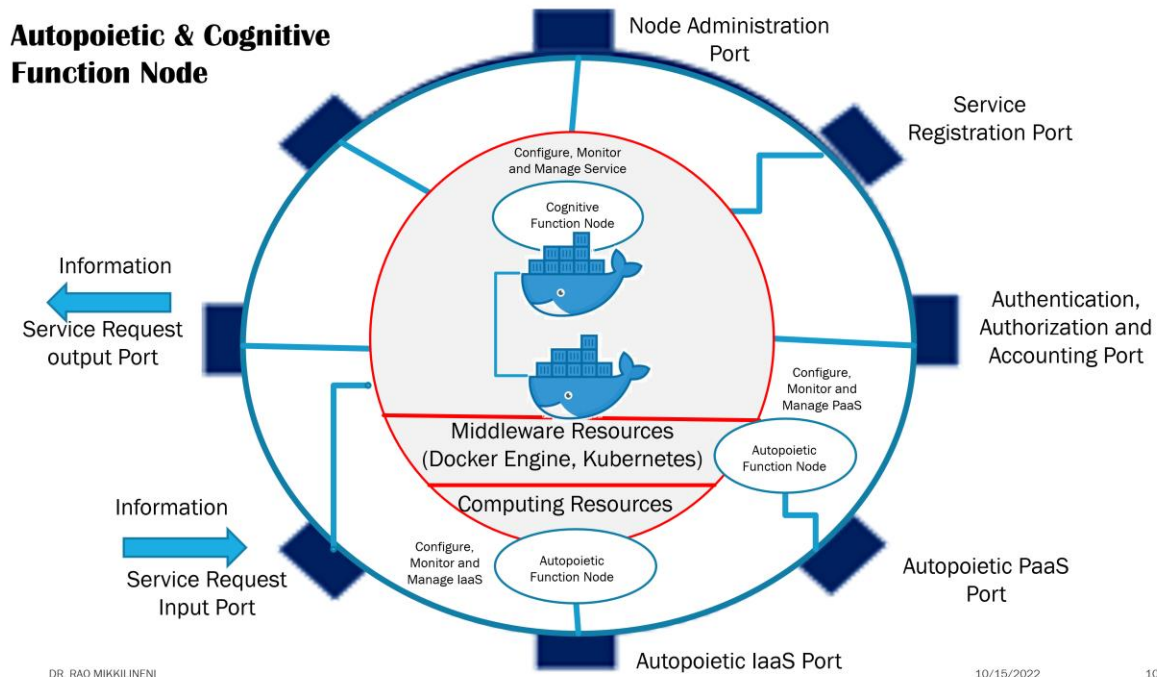 Autopoietic & Cognitive
Function Node
Node Administration
Port
Service
Registration Port
Configure, Monitor
and Manage Service
Cognitive
Function Node
Information
Service Request
output Port
Authentication,
Authorization and
Accounting Port
Configure,
Monitor and
Manage PaaS
Middleware Resources
(Docker Engine, Kubernetes)
Autopoietic
Function Node
Computing Resources
Information
Service Request
Input Port
Configure,
Monitor and
Manage IaaS
Autopoietic
Function Node
Autopoietic PaaS
Port
Autopoietic IaaS Port
DR. RAO MIKKILINENI
10/15/2022
10